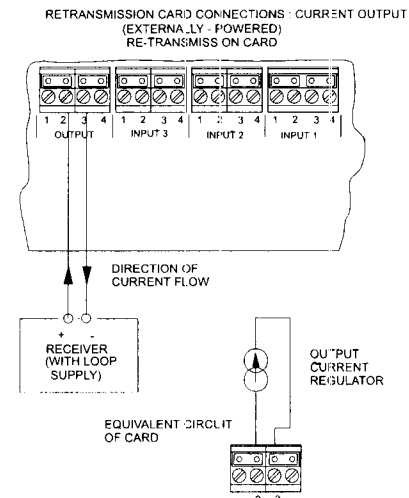 RETRANSMISSION CARD CONNECTIONS : CURRENT OUTPUT
(EXTERNALLY - POWERED)
RE-TRANSMISSION CARD
1 2 3 4 1 2 3 4 1 2 3 4 1 2 3 4
OUTPUT INPUT 3 INPUT 2 INPUT 1
DIRECTION OF
CURRENT FLOW
+ -
RECEIVER
(WITH LOOP
SUPPLY)
OUTPUT
CURRENT
REGULATOR
EQUIVALENT CIRCUIT
OF CARD
2 3